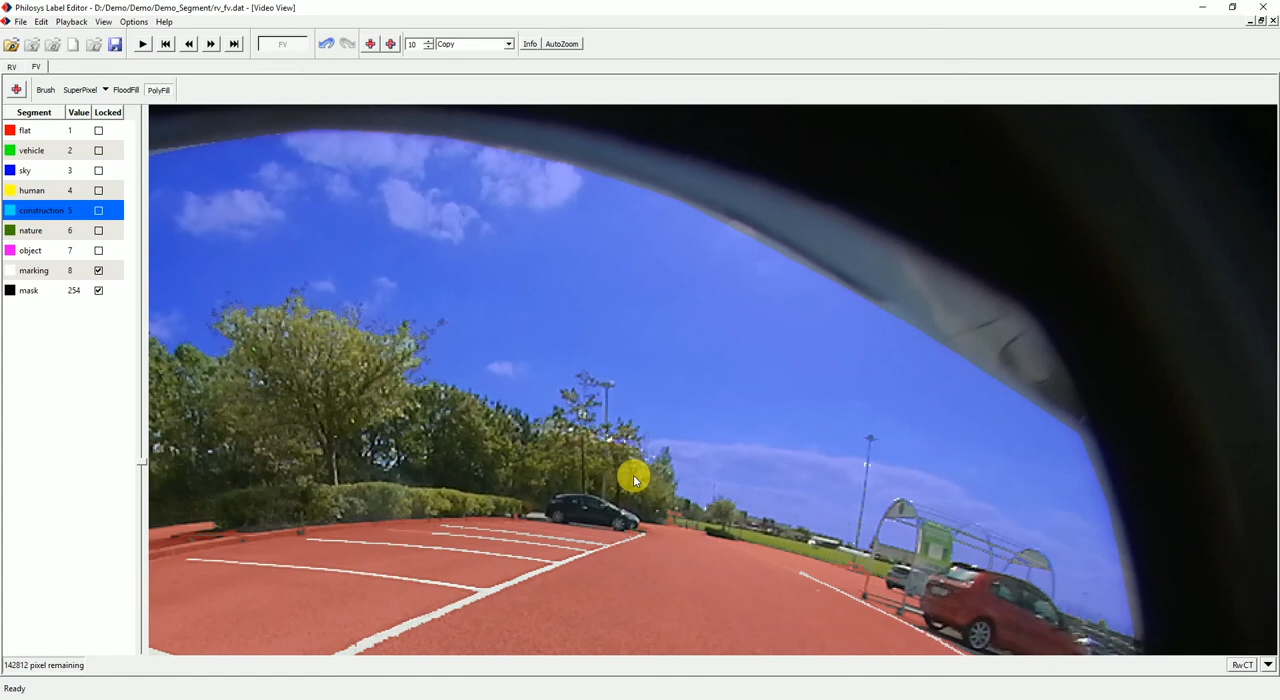 Philosys Label Editor - D:/Demo/Demo/Demo_Segment/rv_fv.dat - [Video View]
File Edit Playback View Options Help
FV 10 Copy Info AutoZoom
RV FV
Brush SuperPixel FloodFill PolyFill
Segment Value Locked
flat 1
vehicle 2
sky 3
human 4
construction 5
nature 6
object 7
marking 8
mask 254
142812 pixel remaining RwCT
Ready